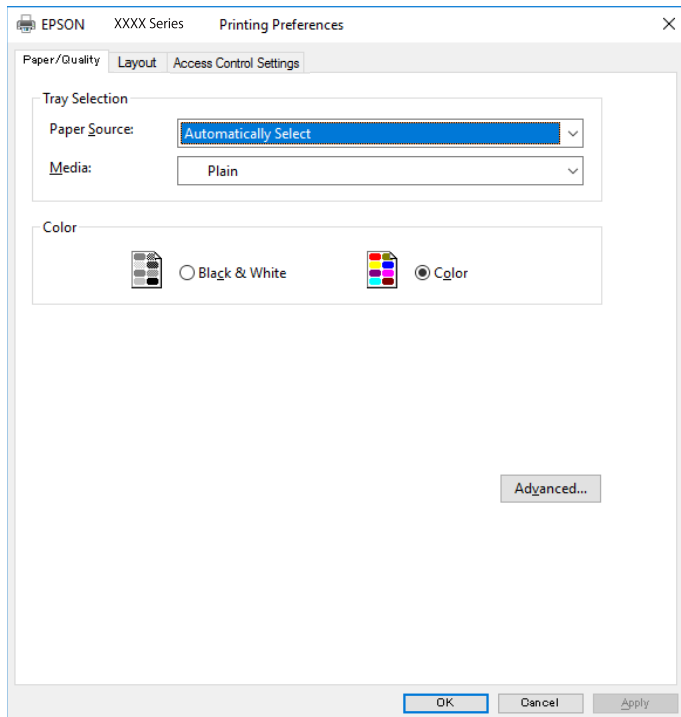 EPSON XXXX Series Printing Preferences
Paper/Quality Layout Access Control Settings
Tray Selection
Paper Source: Automatically Select
Media: Plain
Color
Black & White Color
Advanced...
OK Cancel Apply